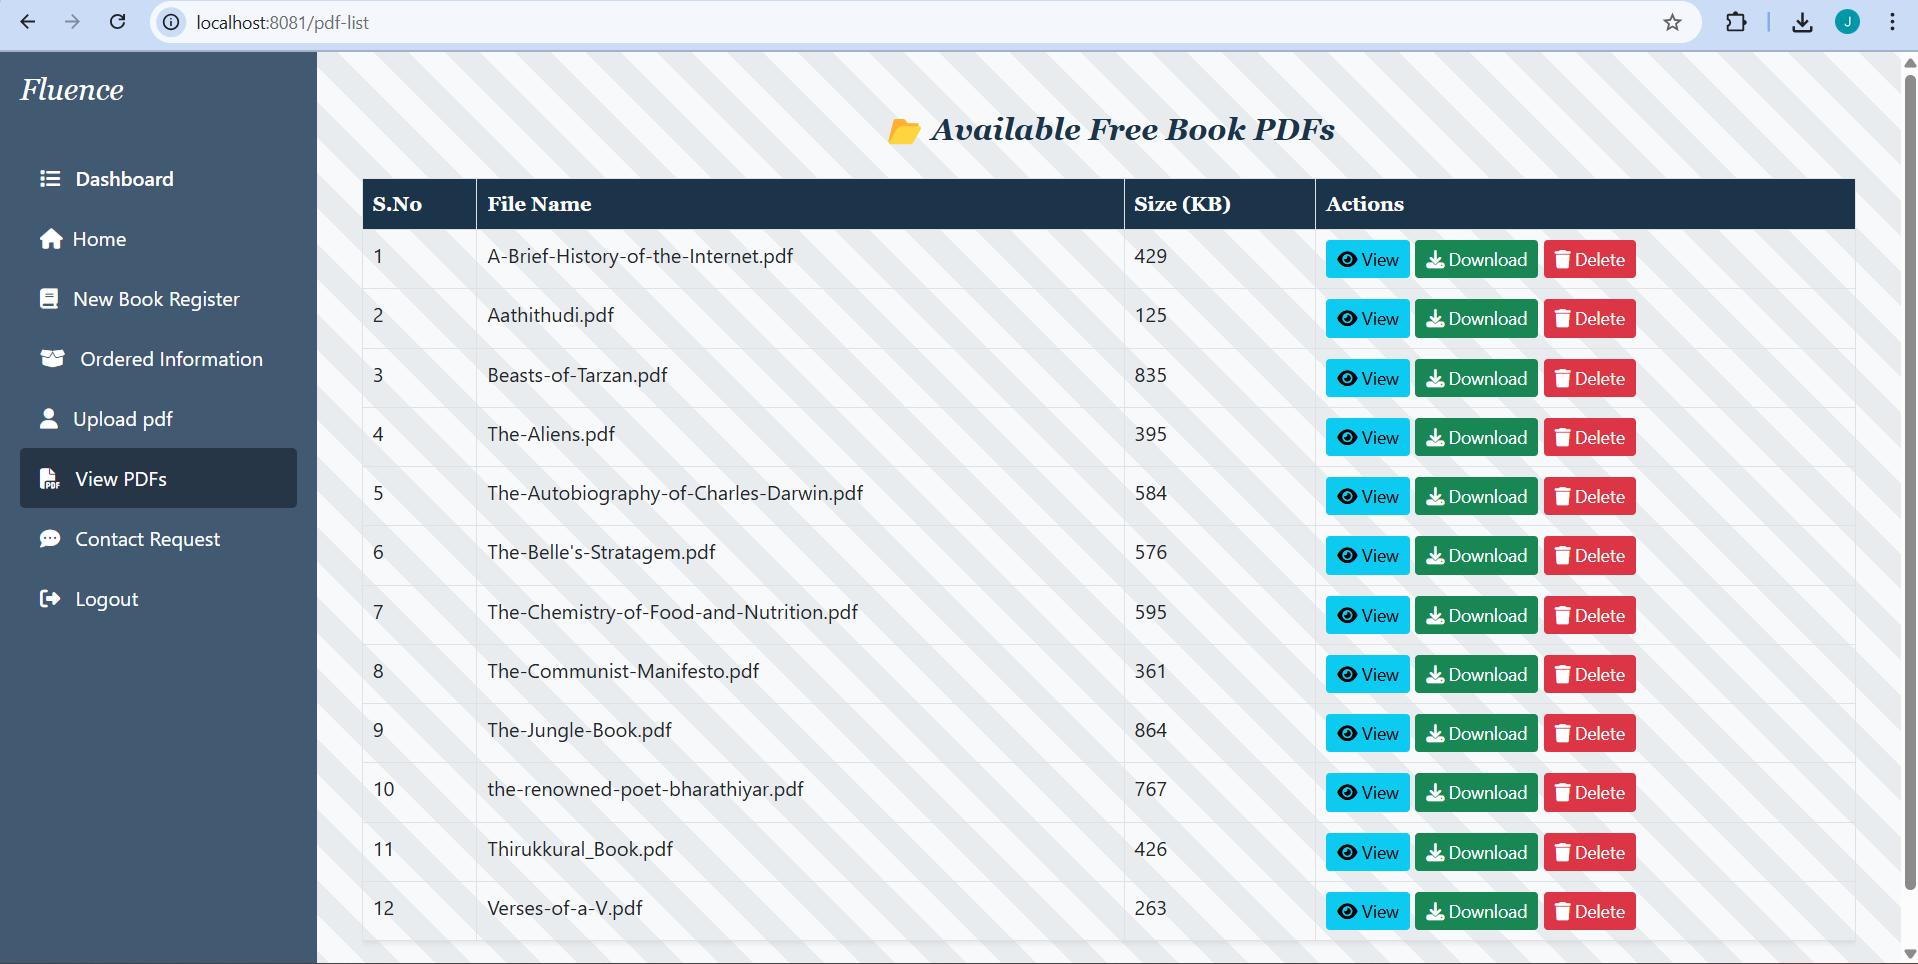 localhost:8081/pdf-list
J
Fluence
Dashboard
Home
New Book Register
Ordered Information
Upload pdf
PDF View PDFs
Contact Request
Logout
Available Free Book PDFs
S.No File Name Size (KB) Actions
1 A-Brief-History-of-the-Internet.pdf 429 View Download Delete
2 Aathithudi.pdf 125 View Download Delete
3 Beasts-of-Tarzan.pdf 835 View Download Delete
4 The-Aliens.pdf 395 View Download Delete
5 The-Autobiography-of-Charles-Darwin.pdf 584 View Download Delete
6 The-Belle's-Stratagem.pdf 576 View Download Delete
7 The-Chemistry-of-Food-and-Nutrition.pdf 595 View Download Delete
8 The-Communist-Manifesto.pdf 361 View Download Delete
9 The-Jungle-Book.pdf 864 View Download Delete
10 the-renowned-poet-bharathiyar.pdf 767 View Download Delete
11 Thirukkural_Book.pdf 426 View Download Delete
12 Verses-of-a-V.pdf 263 View Download Delete